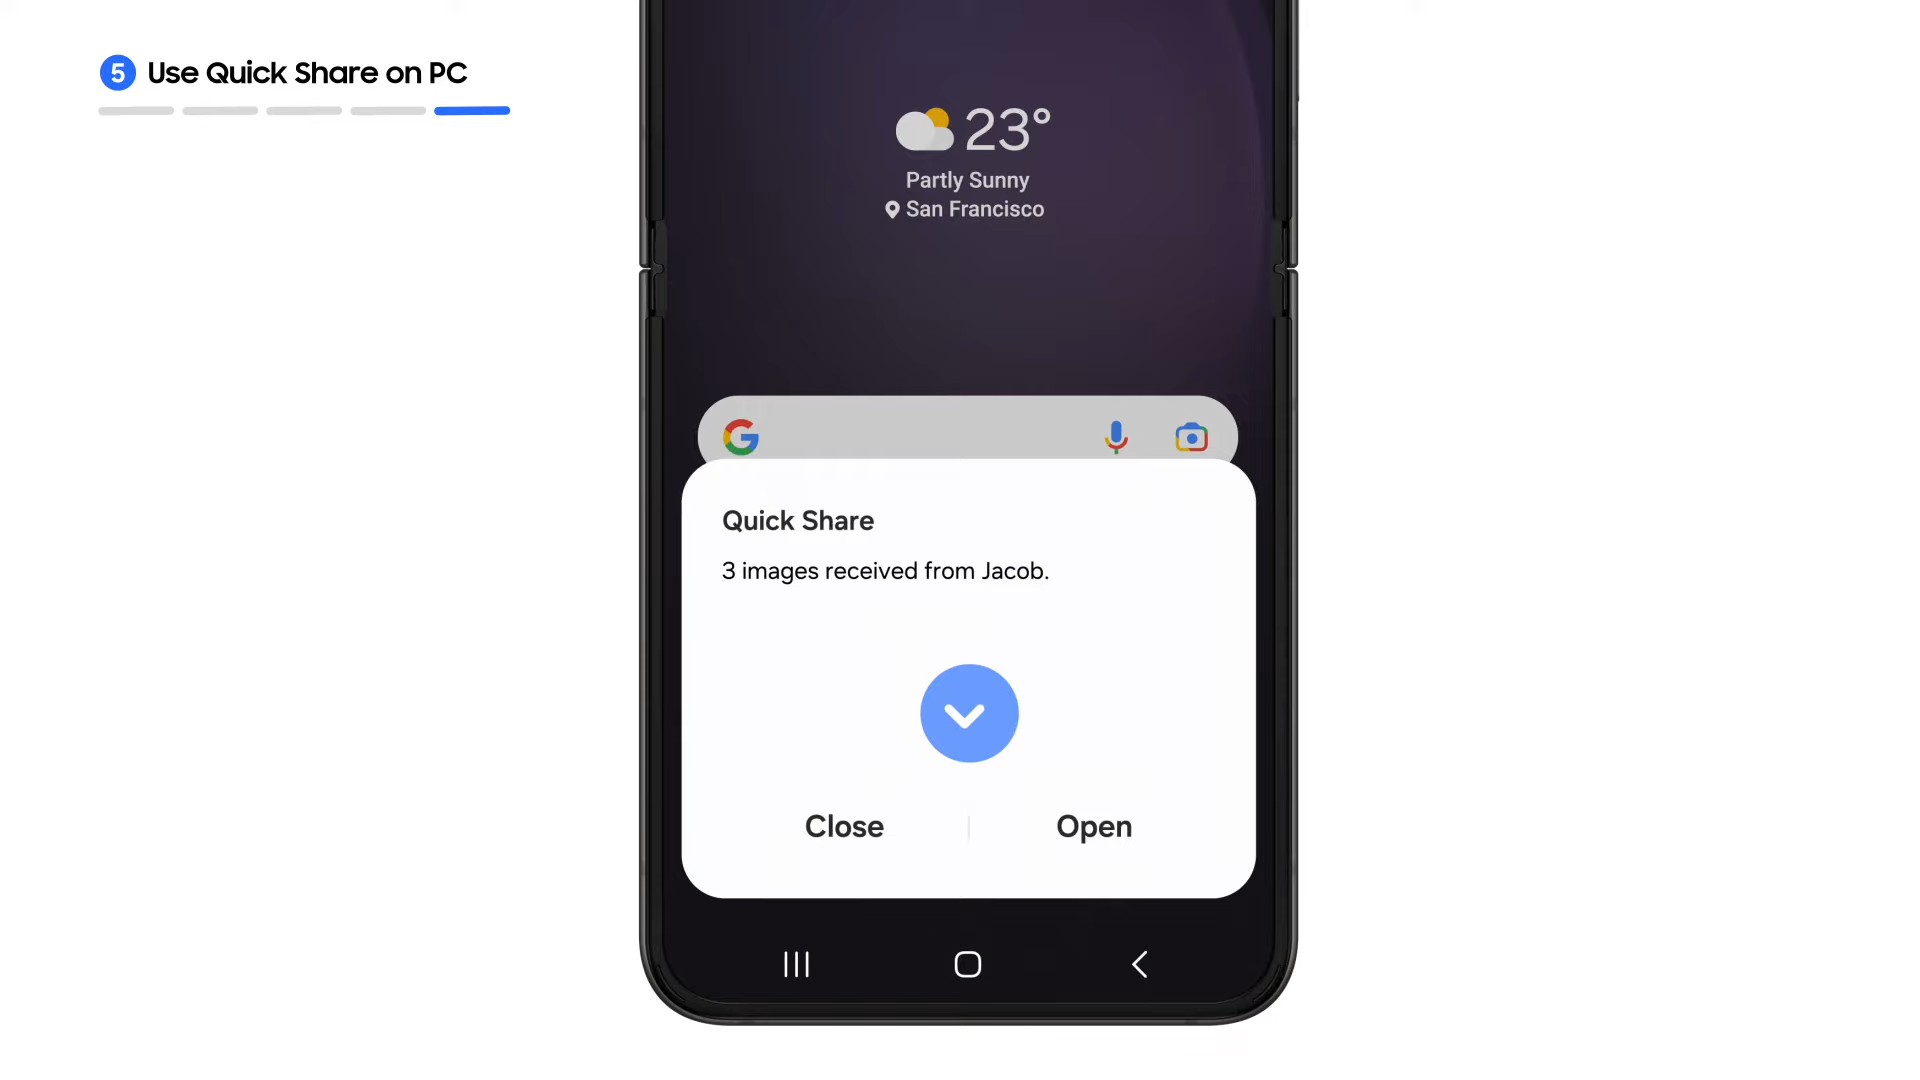 5 Use Quick Share on PC
23°
Partly Sunny
San Francisco
Quick Share
3 images received from Jacob.
Close
Open